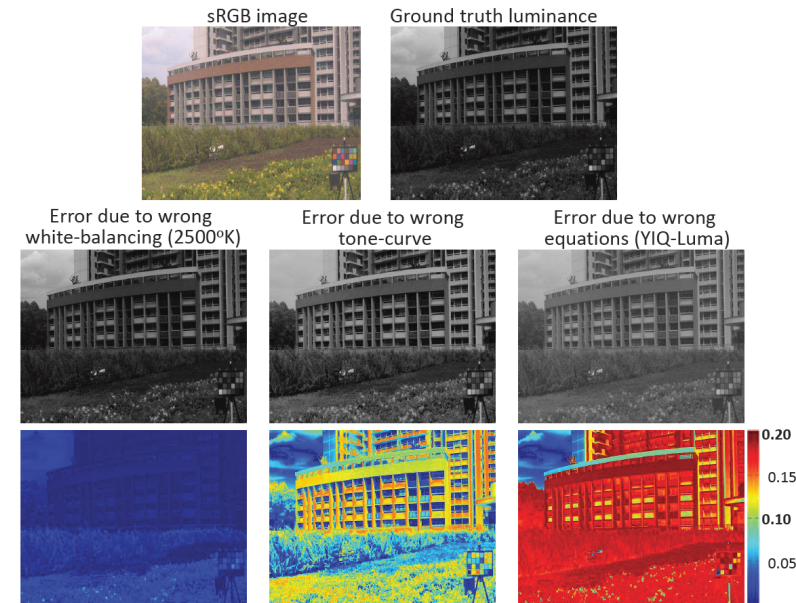 sRGB image
Ground truth luminance
Error due to wrong
white-balancing (2500ºK)
Error due to wrong
tone-curve
Error due to wrong
equations (YIQ-Luma)
0.20
0.15
0.10
0.05